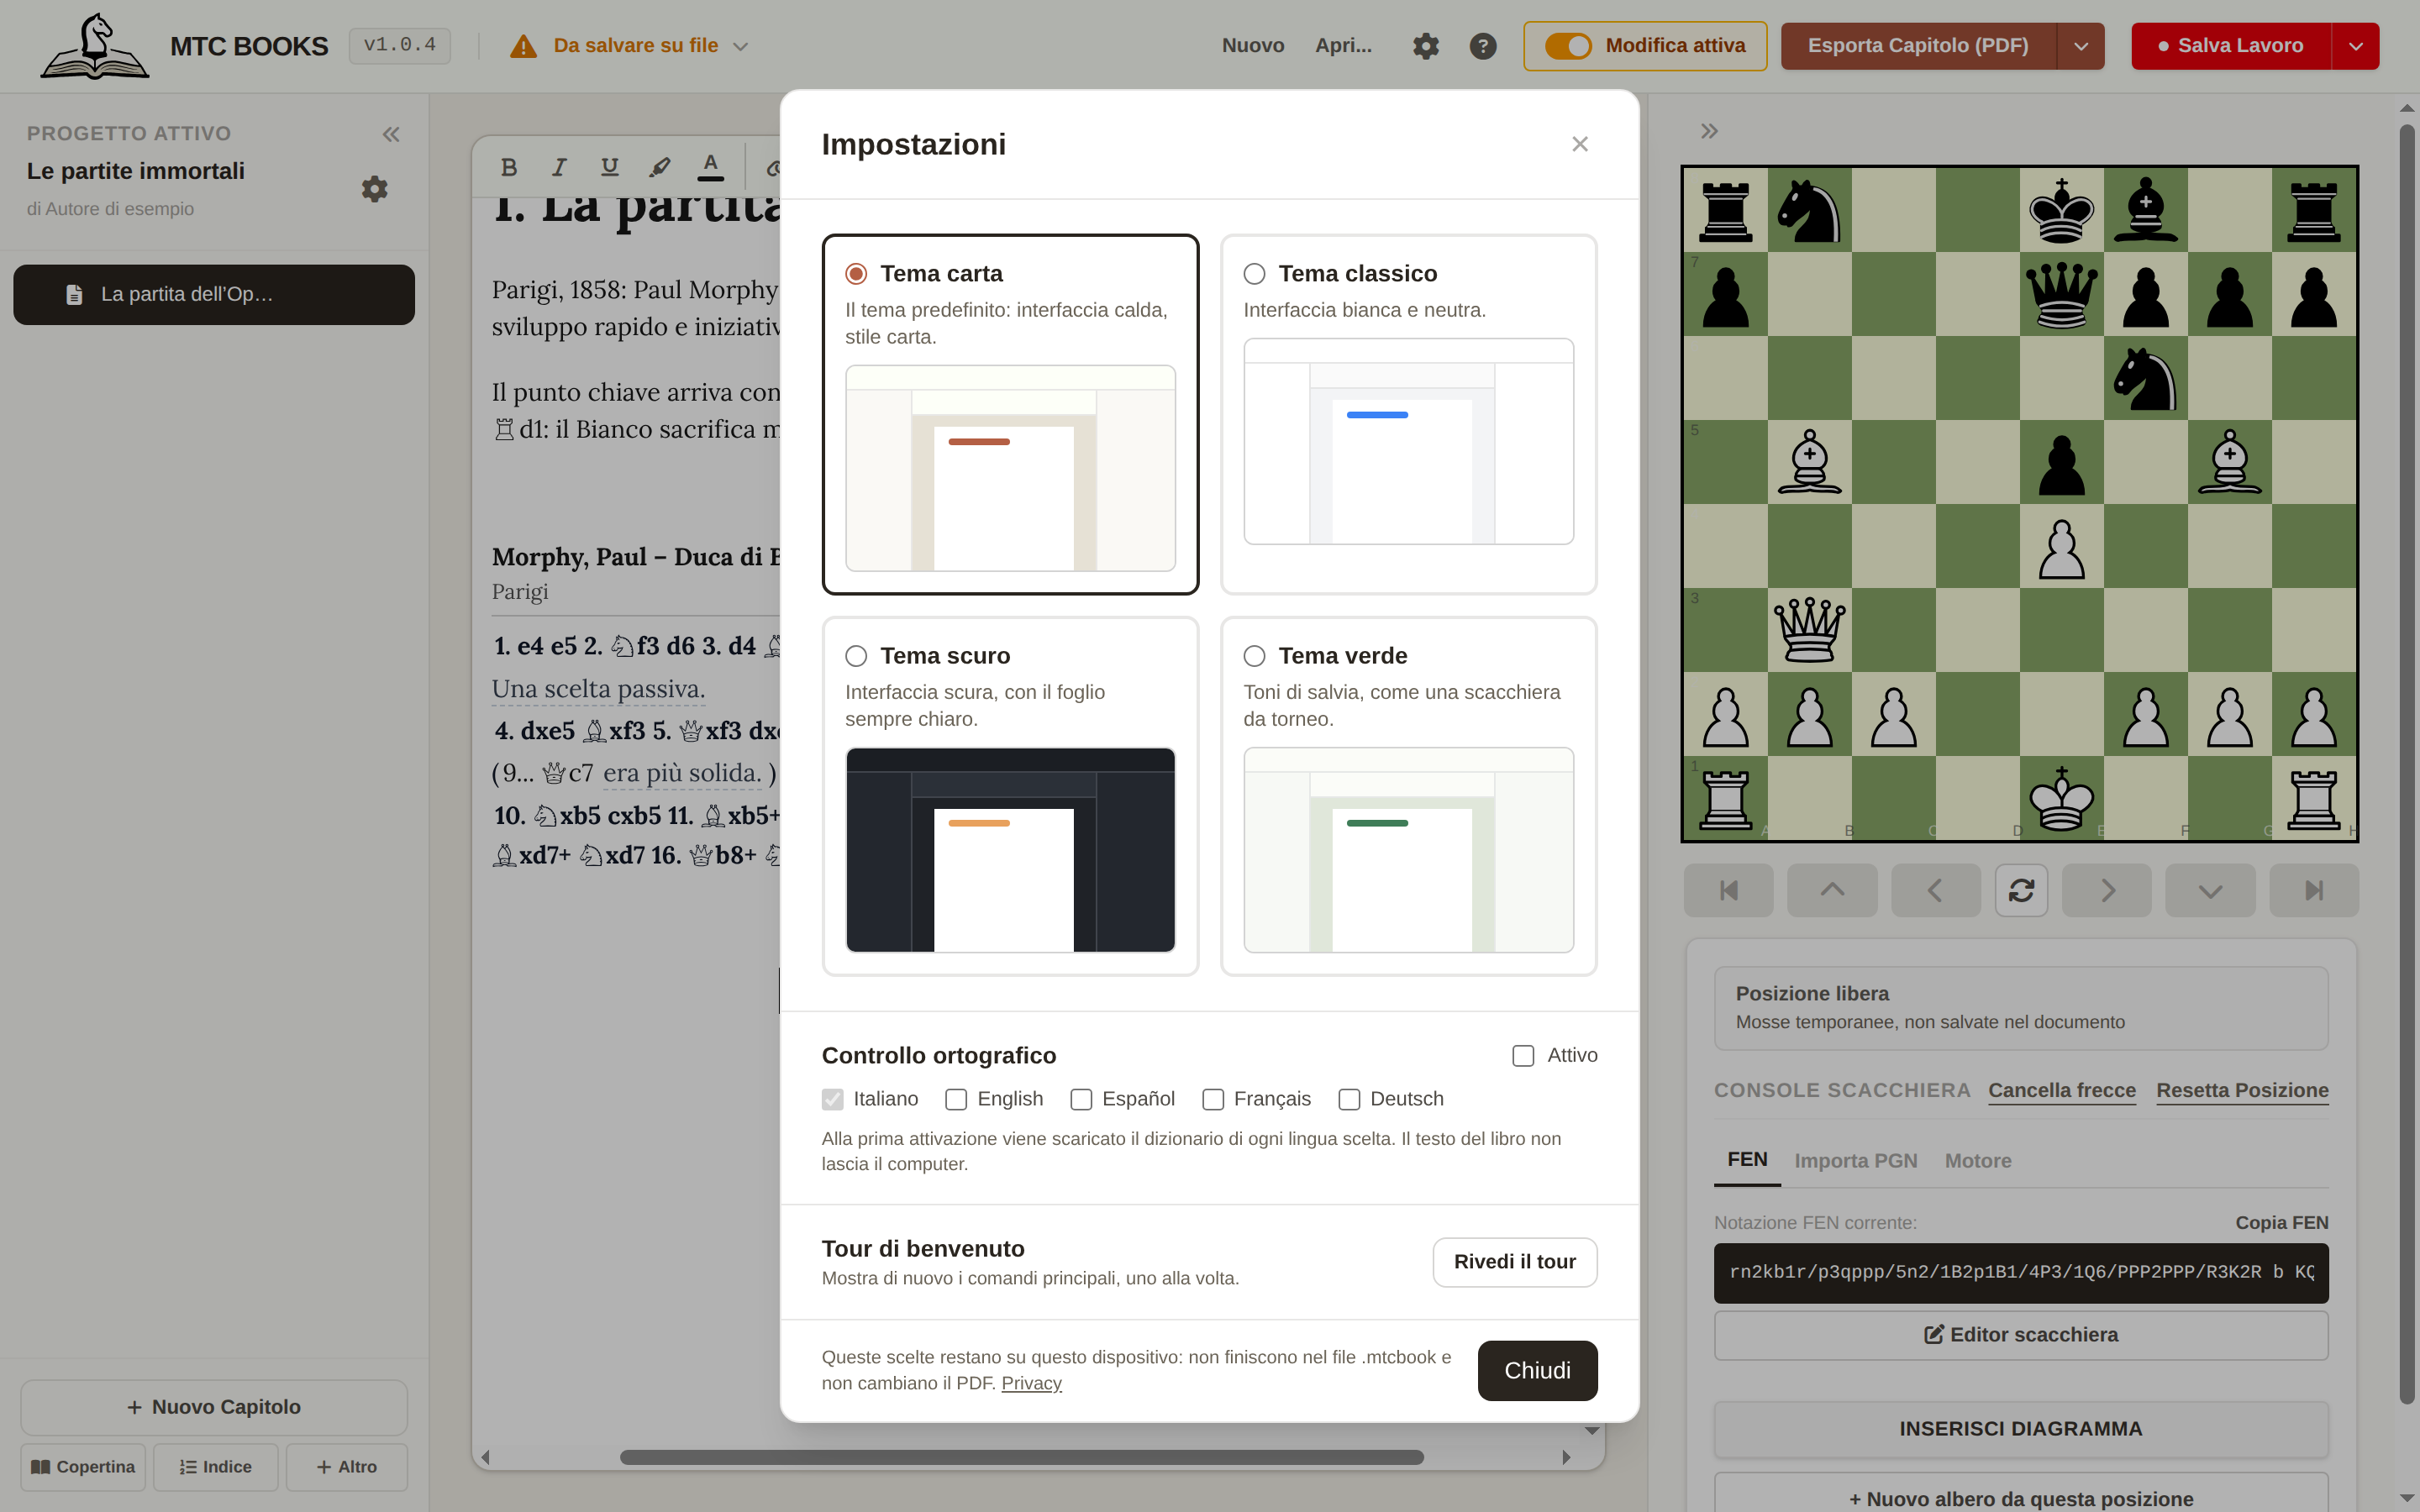 MTC BOOKS
v1.0.4
Da salvare su file
Nuovo
Apri...
Modifica attiva
Esporta Capitolo (PDF)
Salva Lavoro
PROGETTO ATTIVO
Le partite immortali
di Autore di esempio
La partita dell’Op…
+ Nuovo Capitolo
Copertina
Indice
+ Altro
B I U A
1. La partita
Parigi, 1858: Paul Morphy
sviluppo rapido e iniziativ
Il punto chiave arriva con
♖d1: il Bianco sacrifica m
Morphy, Paul – Duca di B
Parigi
1. e4 e5 2. ♘f3 d6 3. d4 ♗
Una scelta passiva.
4. dxe5 ♗xf3 5. ♕xf3 dxe
(9... ♕c7 era più solida. )
10. ♘xb5 cxb5 11. ♗xb5+
♗xd7+ ♘xd7 16. ♕b8+ ♘
Impostazioni
Tema carta
Il tema predefinito: interfaccia calda,
stile carta.
Tema classico
Interfaccia bianca e neutra.
Tema scuro
Interfaccia scura, con il foglio
sempre chiaro.
Tema verde
Toni di salvia, come una scacchiera
da torneo.
Controllo ortografico
Attivo
Italiano
English
Español
Français
Deutsch
Alla prima attivazione viene scaricato il dizionario di ogni lingua scelta. Il testo del libro non
lascia il computer.
Tour di benvenuto
Mostra di nuovo i comandi principali, uno alla volta.
Rivedi il tour
Queste scelte restano su questo dispositivo: non finiscono nel file .mtcbook e
non cambiano il PDF. Privacy
Chiudi
7
5
3
1
A B C D E F G H
Posizione libera
Mosse temporanee, non salvate nel documento
CONSOLE SCACCHIERA
Cancella frecce
Resetta Posizione
FEN
Importa PGN
Motore
Notazione FEN corrente:
Copia FEN
rn2kb1r/p3qppp/5n2/1B2p1B1/4P3/1Q6/PPP2PPP/R3K2R b KQ
Editor scacchiera
INSERISCI DIAGRAMMA
+ Nuovo albero da questa posizione